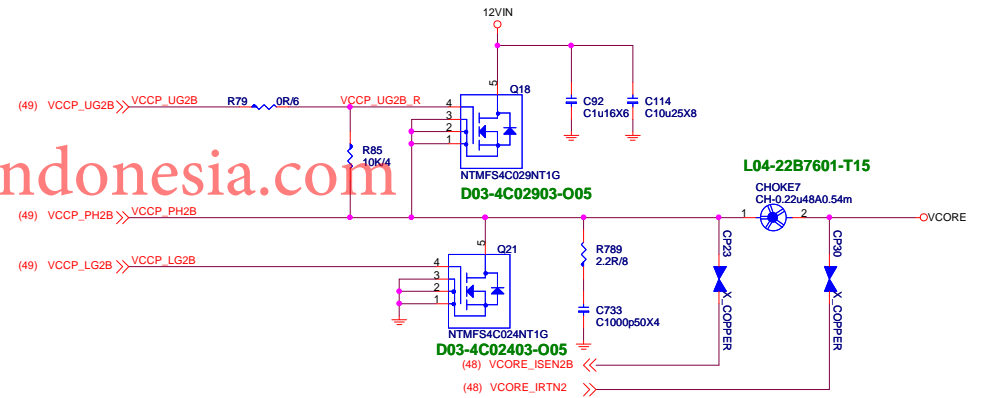 12VIN
Q18
5
C92
C1u16X6
C114
C10u25X8
(49) VCCP_UG2B
VCCP_UG2B
R79
0R/6
VCCP_UG2B_R
4
3
2
1
R85
10K/4
NTMFS4C029NT1G
D03-4C02903-O05
ndonesia.com
L04-22B7601-T15
CHOKE7
CH-0.22u48A0.54m
1
2
VCORE
(49) VCCP_PH2B
VCCP_PH2B
Q21
5
R789
2.2R/8
CP23
X_COPPER
CP30
X_COPPER
(49) VCCP_LG2B
VCCP_LG2B
4
3
2
1
C733
C1000p50X4
NTMFS4C024NT1G
D03-4C02403-O05
(48) VCORE_ISEN2B
(48) VCORE_IRTN2